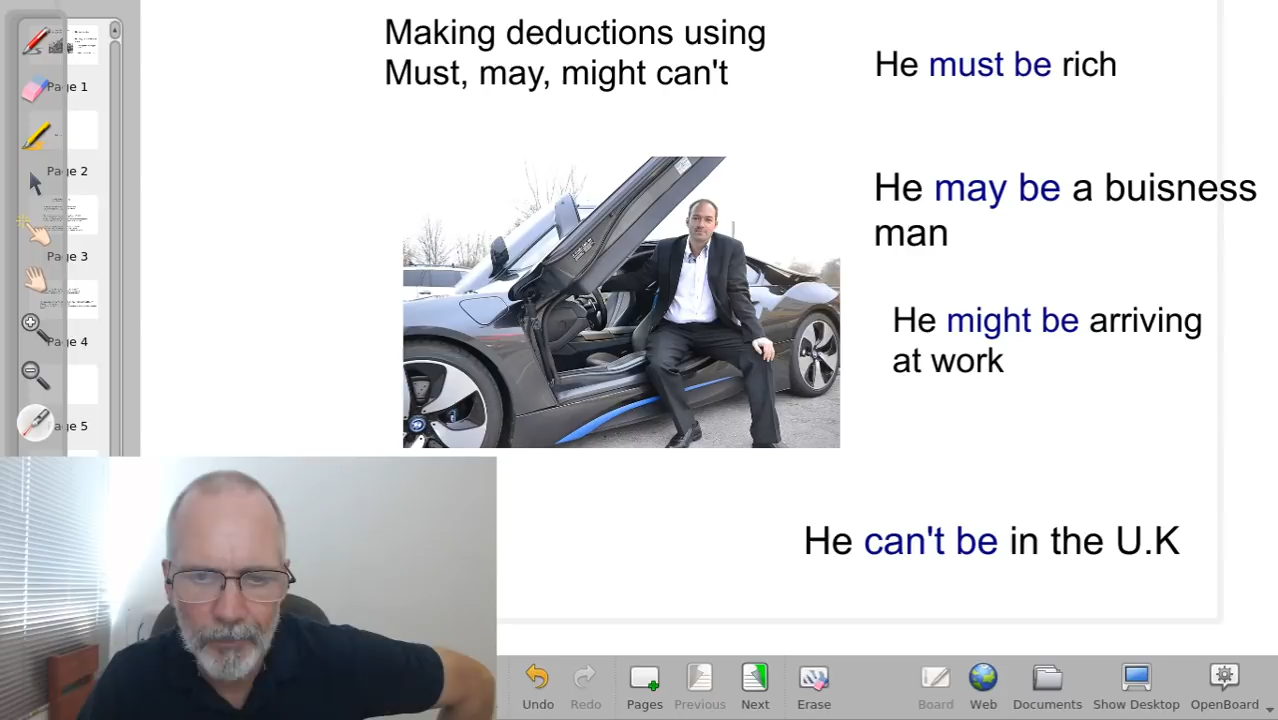 Making deductions using
Must, may, might can't
He must be rich
He may be a buisness
man
He might be arriving
at work
He can't be in the U.K
Page 1
Page 2
Page 3
Page 4
age 5
Undo
Redo
Pages
Previous
Next
Erase
Board
Web
Documents
Show Desktop
OpenBoard